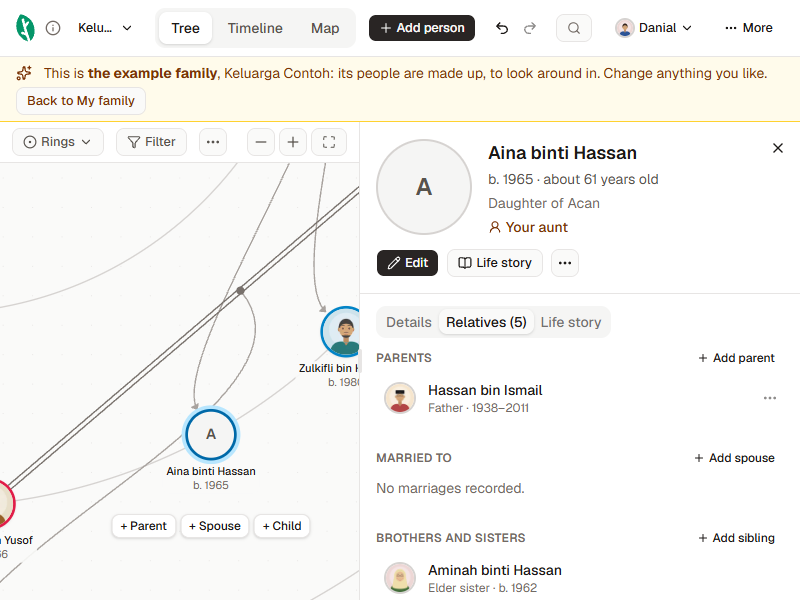 Kelu...
Tree
Timeline
Map
+ Add person
Danial
More
This is the example family, Keluarga Contoh: its people are made up, to look around in. Change anything you like.
Back to My family
Rings
Filter
Zulkifli bin H
b. 1980
A
Aina binti Hassan
b. 1965
Yusof
66
+ Parent
+ Spouse
+ Child
A
Aina binti Hassan
b. 1965 · about 61 years old
Daughter of Acan
Your aunt
Edit
Life story
Details
Relatives (5)
Life story
PARENTS
+ Add parent
Hassan bin Ismail
Father · 1938–2011
MARRIED TO
+ Add spouse
No marriages recorded.
BROTHERS AND SISTERS
+ Add sibling
Aminah binti Hassan
Elder sister · b. 1962